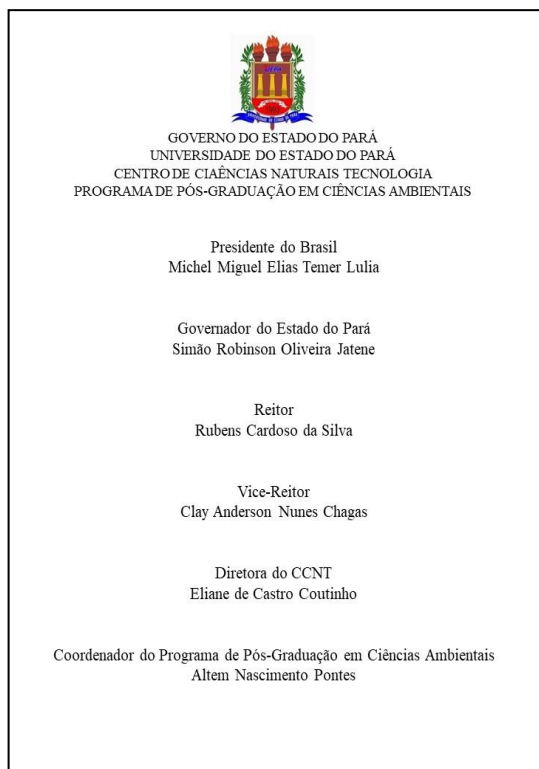 GOVERNO DO ESTADO DO PARÁ
UNIVERSIDADE DO ESTADO DO PARÁ
CENTRO DE CIAÊNCIAS NATURAIS TECNOLOGIA
PROGRAMA DE PÓS-GRADUAÇÃO EM CIÊNCIAS AMBIENTAIS
Presidente do Brasil
Michel Miguel Elias Temer Lulia
Governador do Estado do Pará
Simão Robinson Oliveira Jatene
Reitor
Rubens Cardoso da Silva
Vice-Reitor
Clay Anderson Nunes Chagas
Diretora do CCNT
Eliane de Castro Coutinho
Coordenador do Programa de Pós-Graduação em Ciências Ambientais
Altem Nascimento Pontes